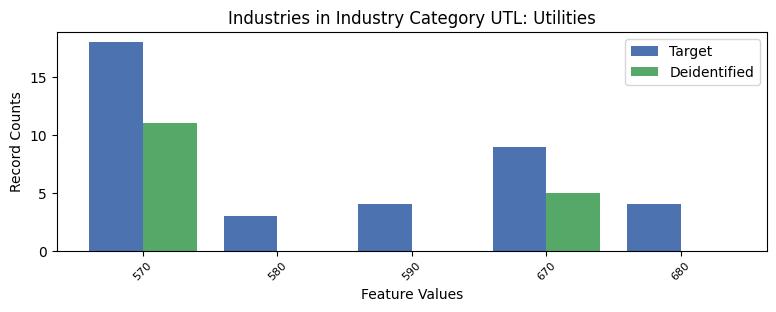 Industries in Industry Category UTL: Utilities
Target
Deidentified
Record Counts
15
10
5
0
570
580
590
670
680
Feature Values